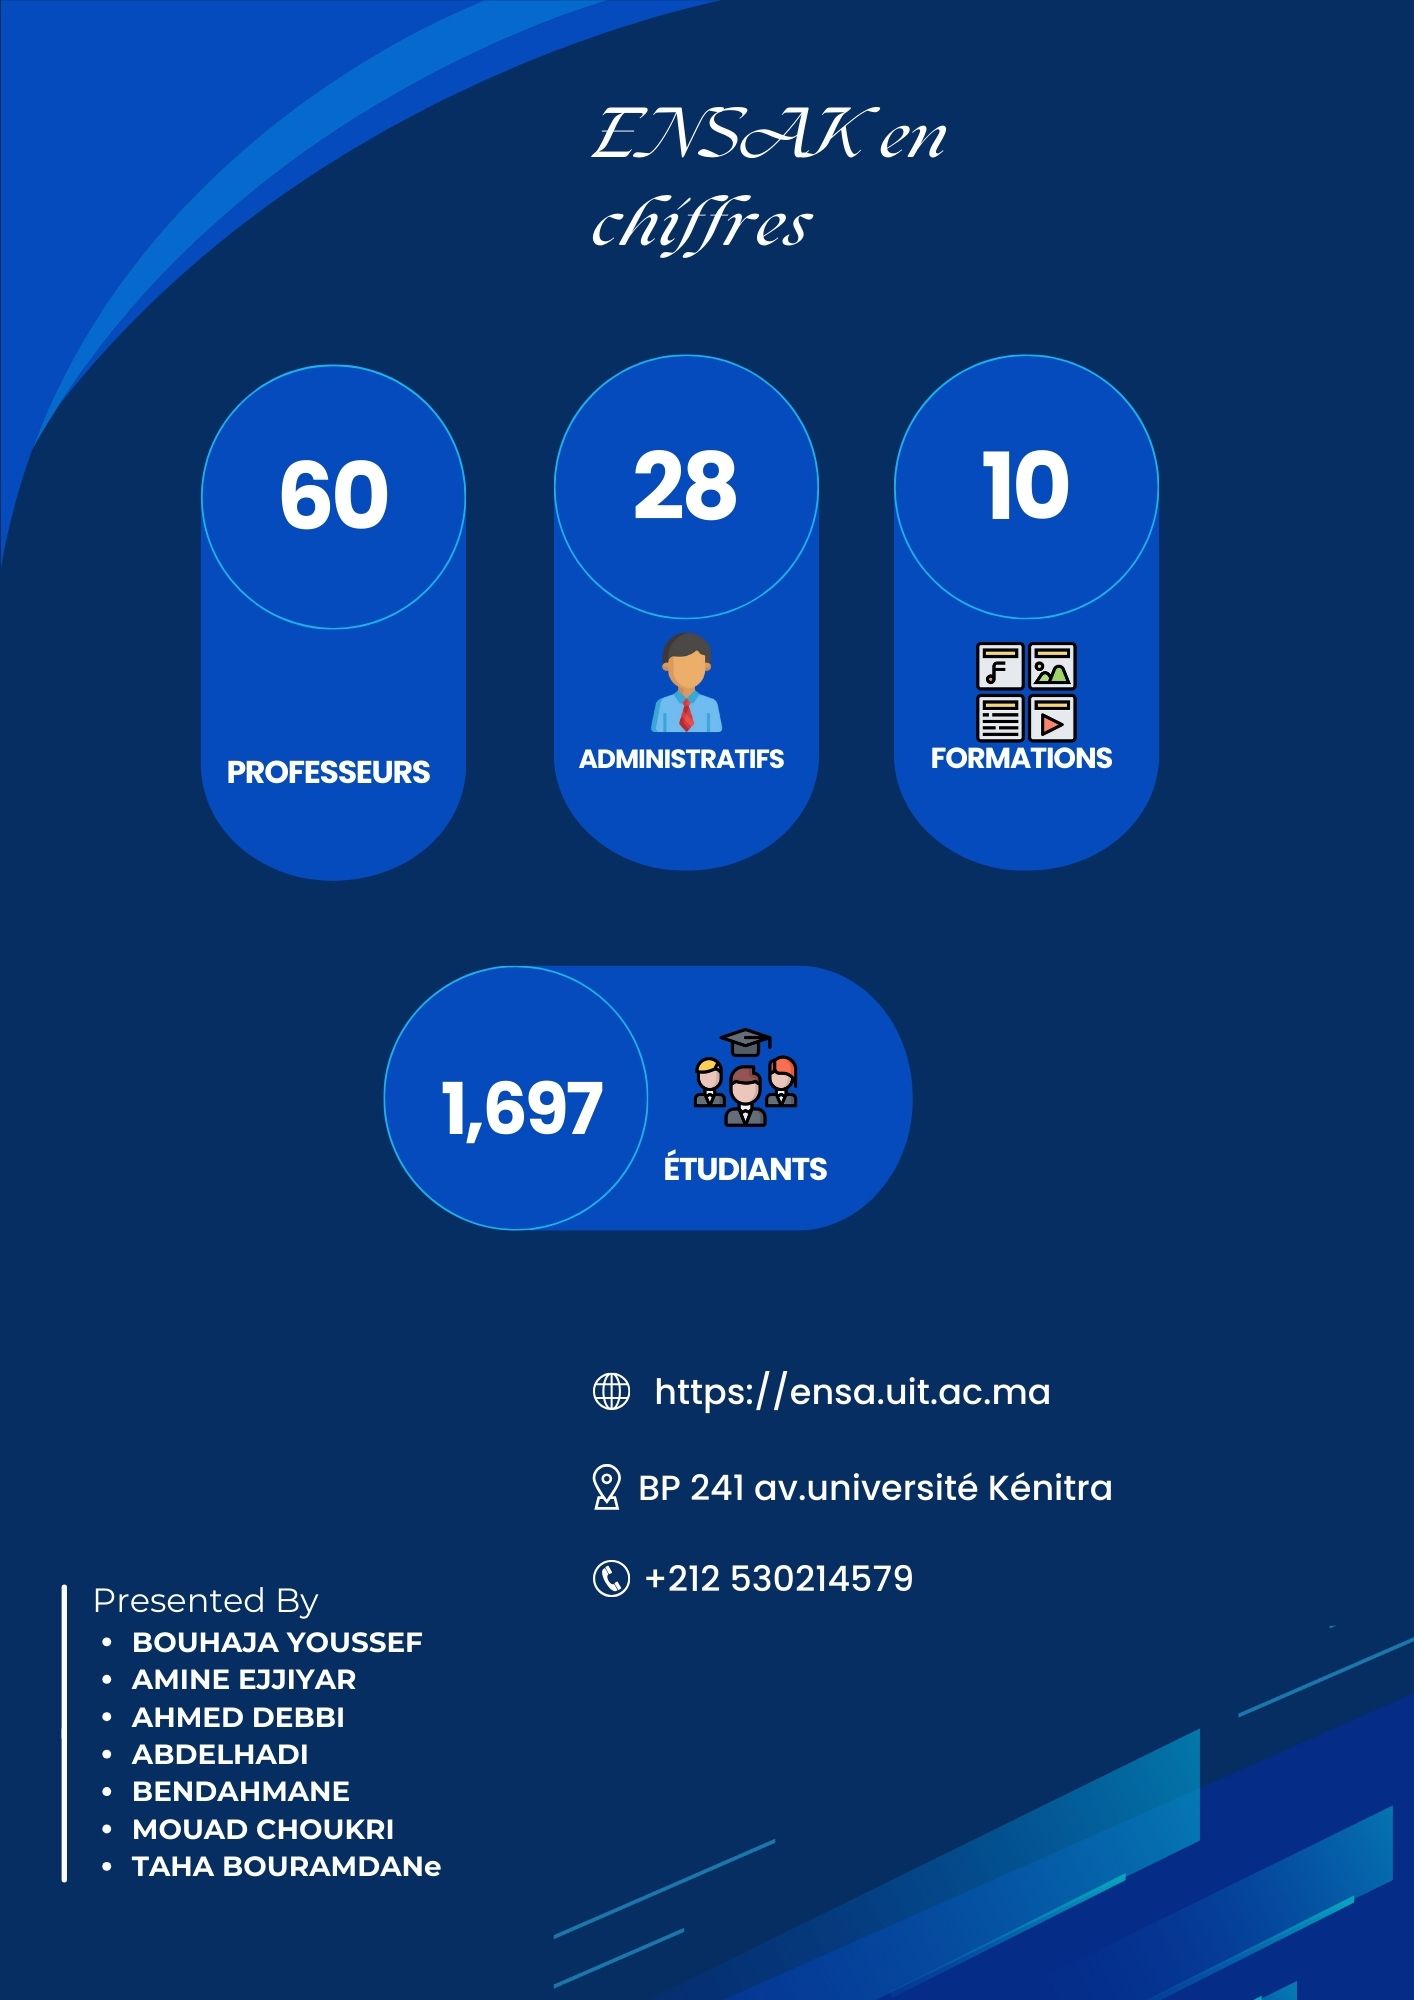 ENSAK en
chiffres
60
PROFESSEURS
28
ADMINISTRATIFS
10
FORMATIONS
1,697
ÉTUDIANTS
https://ensa.uit.ac.ma
BP 241 av.université Kénitra
+212 530214579
Presented By
• BOUHAJA YOUSSEF
• AMINE EJJIYAR
• AHMED DEBBI
• ABDELHADI
• BENDAHMANE
• MOUAD CHOUKRI
• TAHA BOURAMDANe